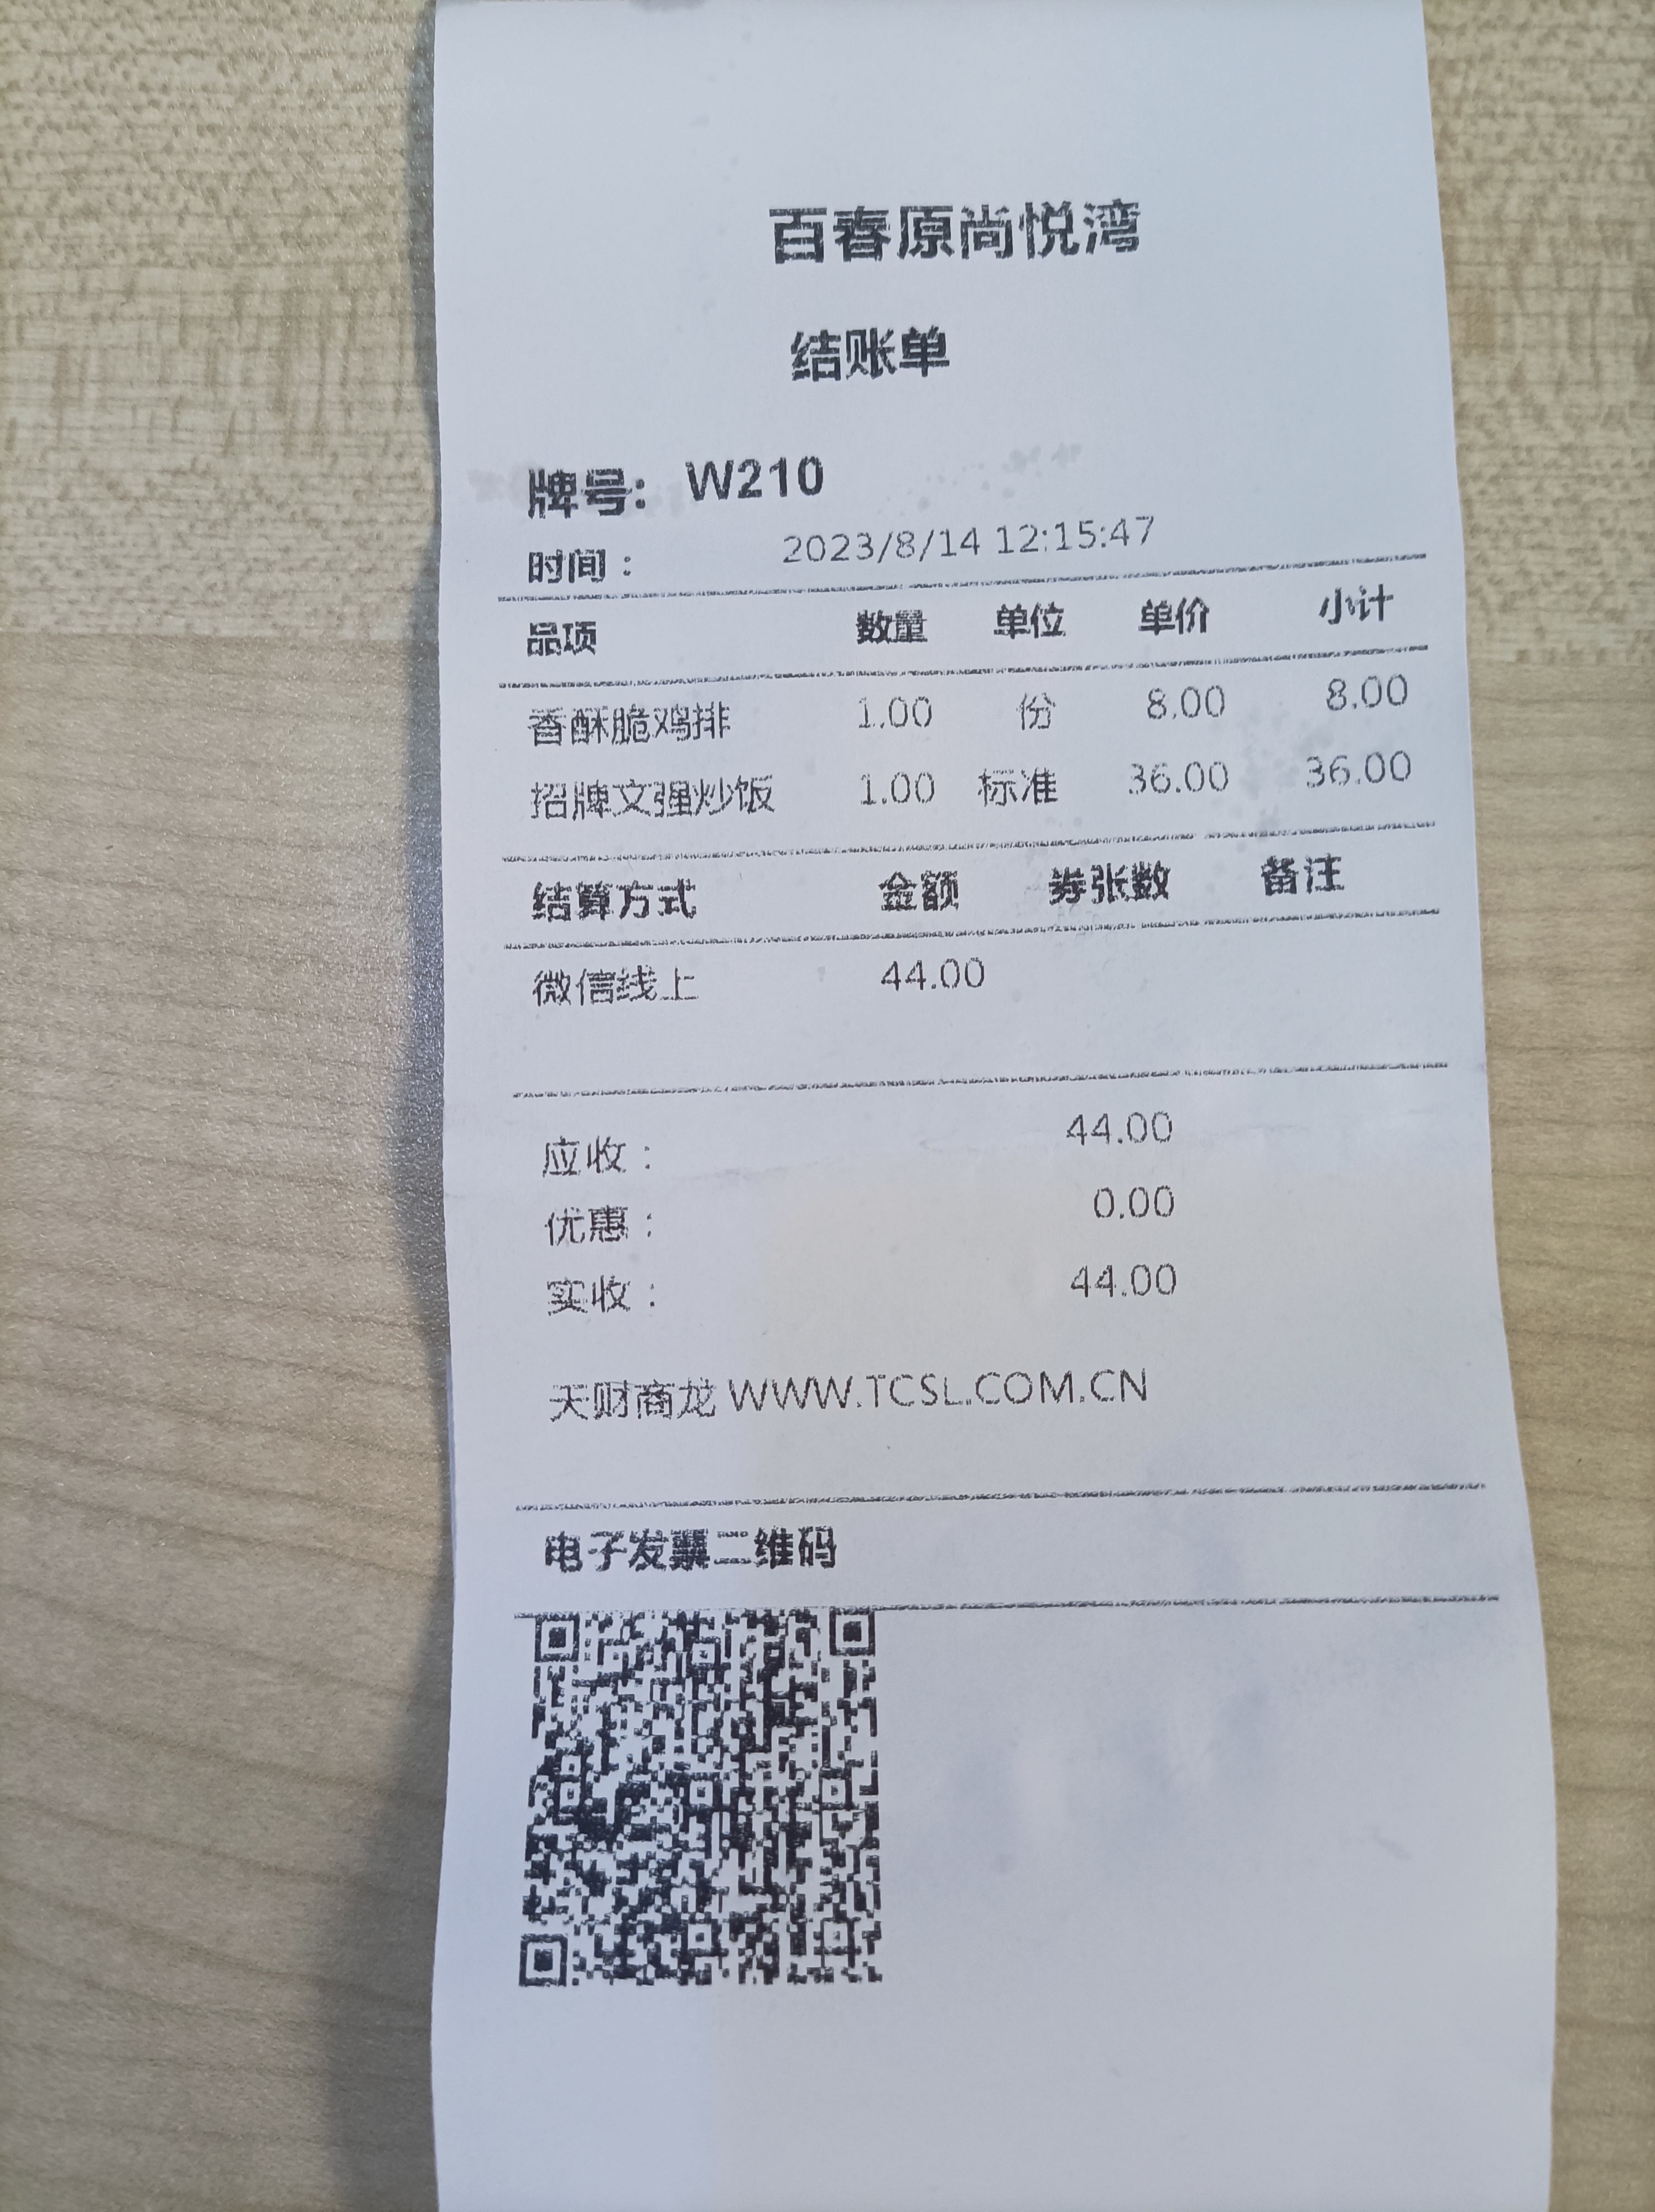 百春原尚悦湾
结账单
牌号: W210
时间： 2023/8/14 12:15:47
品项 数量 单位 单价 小计
香酥脆鸡排 1.00 份 8.00 8.00
招牌文强炒饭 1.00 标准 36.00 36.00
结算方式 金额 券张数 备注
微信线上 44.00
应收： 44.00
优惠： 0.00
实收： 44.00
天财商龙 WWW.TCSL.COM.CN
电子发票二维码